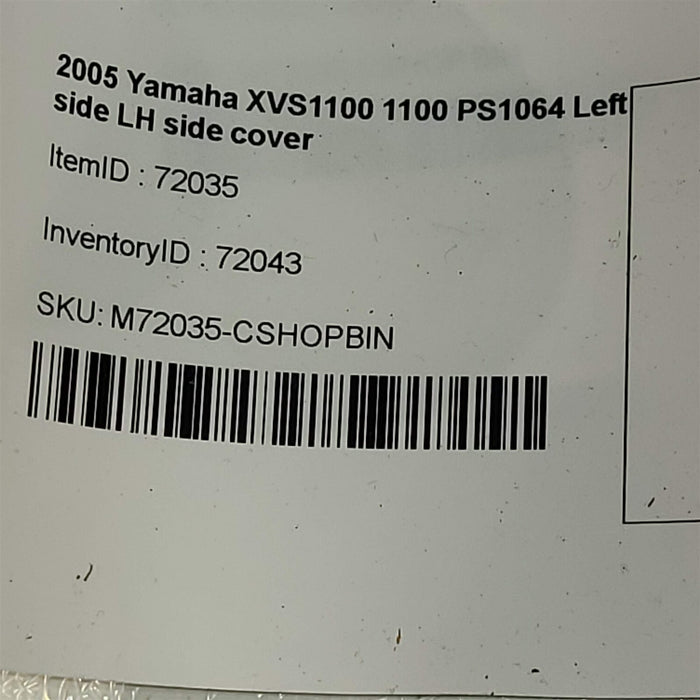 2005 Yamaha XVS1100 1100 PS1064 Left
side LH side cover
ItemID : 72035
InventoryID : 72043
SKU: M72035-CSHOPBIN